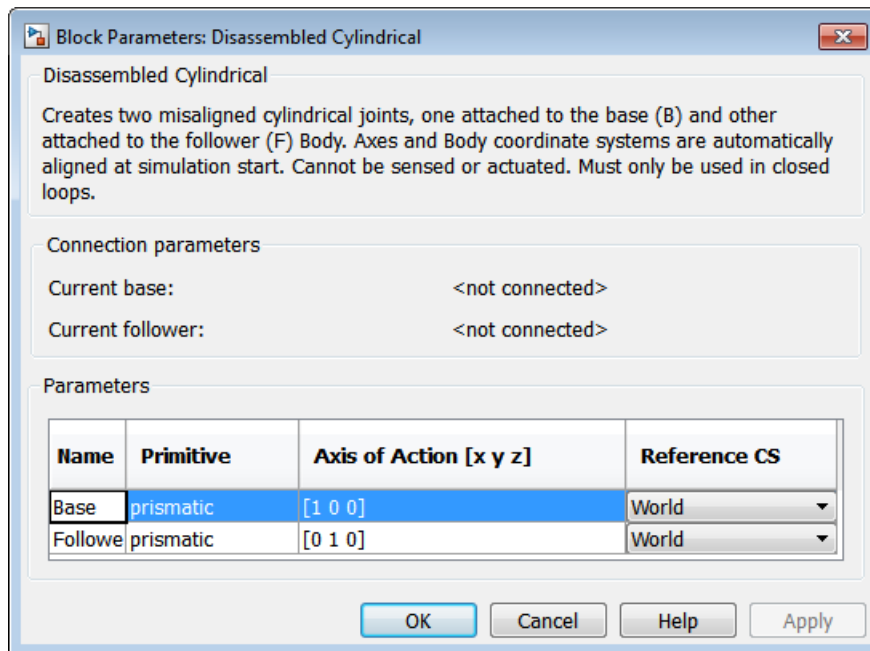 Block Parameters: Disassembled Cylindrical
Disassembled Cylindrical
Creates two misaligned cylindrical joints, one attached to the base (B) and other
attached to the follower (F) Body. Axes and Body coordinate systems are automatically
aligned at simulation start. Cannot be sensed or actuated. Must only be used in closed
loops.
Connection parameters
Current base: <not connected>
Current follower: <not connected>
Parameters
Name Primitive Axis of Action [x y z] Reference CS
Base prismatic [1 0 0] World
Followe prismatic [0 1 0] World
OK Cancel Help Apply